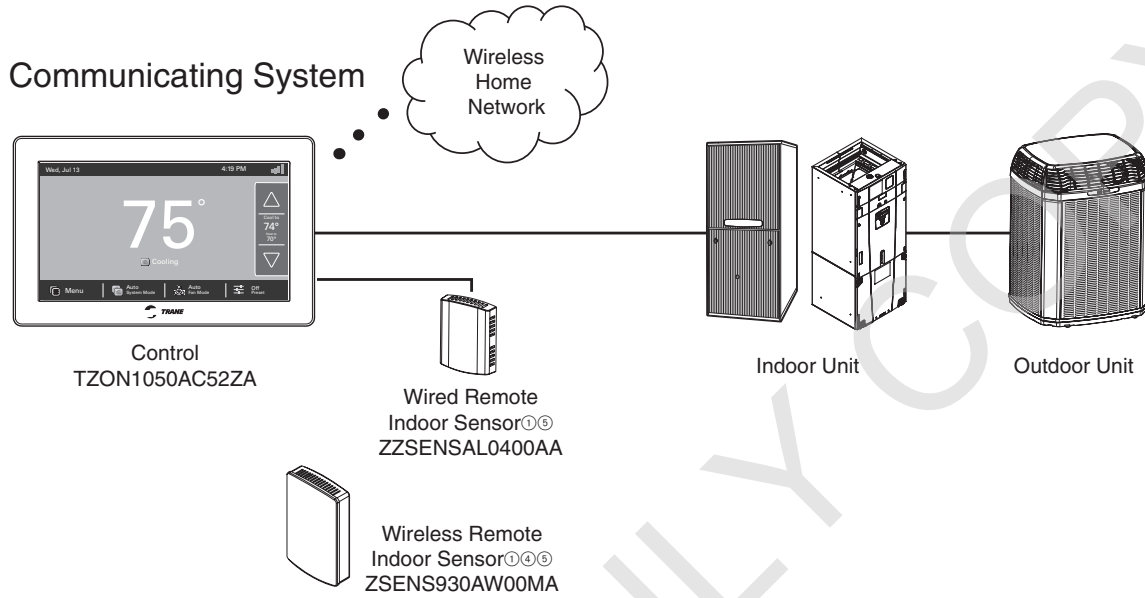 Communicating System
Wireless
Home
Network
Wed, Jul 13
4:19 PM
75°
Cooling
Cool to
74°
Heat to
70°
Menu
Auto
System Mode
Auto
Fan Mode
Off
Preset
TRANE
Control
TZON1050AC52ZA
Wired Remote
Indoor Sensor①⑤
ZZSENSAL0400AA
Wireless Remote
Indoor Sensor①④⑤
ZSENS930AW00MA
Indoor Unit
Outdoor Unit
LY COPY